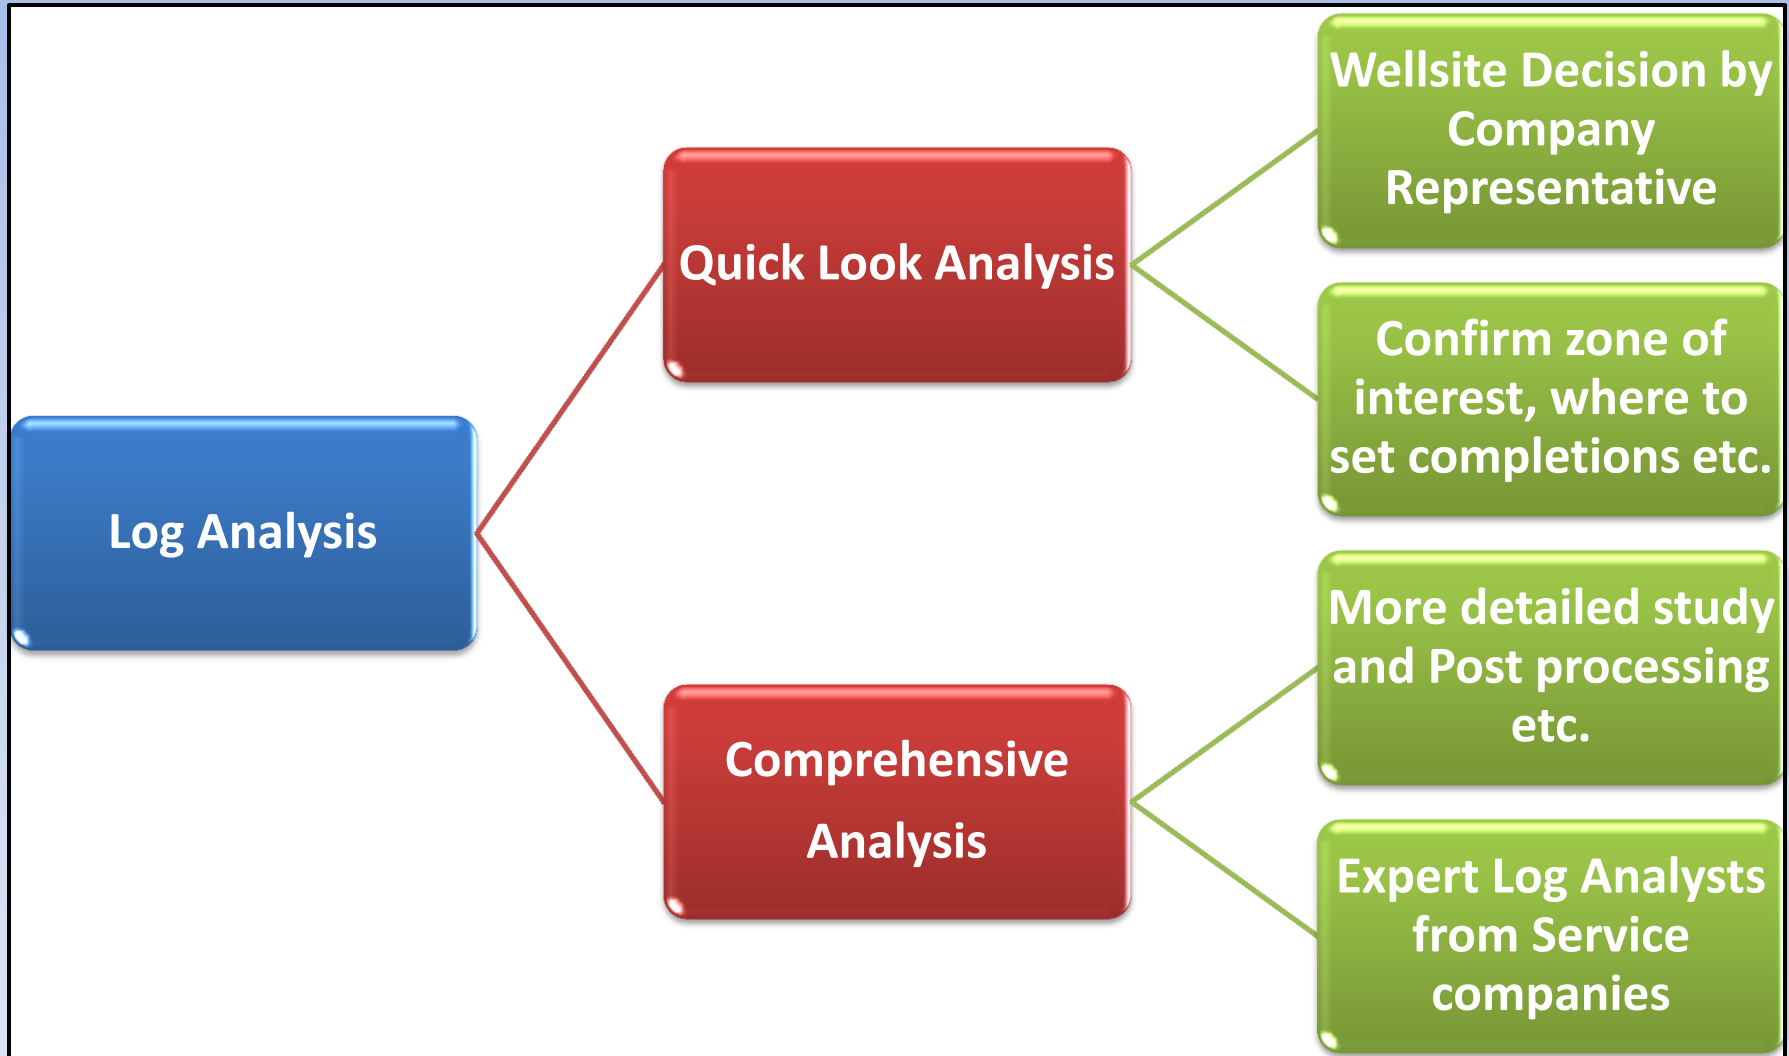 Log Analysis
Quick Look Analysis
Comprehensive
Analysis
Wellsite Decision by
Company
Representative
Confirm zone of
interest, where to
set completions etc.
More detailed study
and Post processing
etc.
Expert Log Analysts
from Service
companies